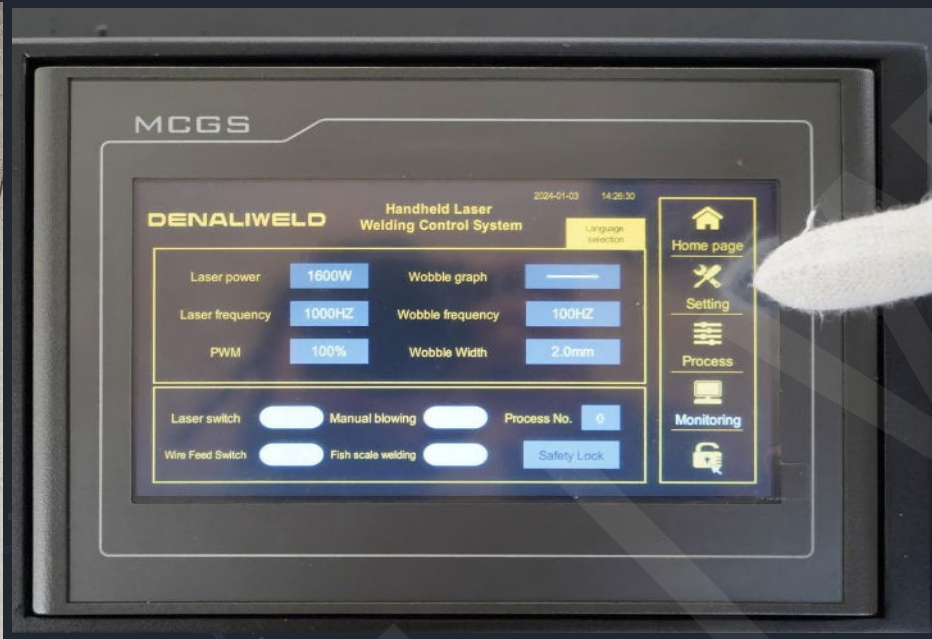 MCGS
2024-01-03 14:26:30
DENALIWELD
Handheld Laser
Welding Control System
Language
selection
Laser power 1600W Wobble graph
Laser frequency 1000HZ Wobble frequency 100HZ
PWM 100% Wobble Width 2.0mm
Laser switch Manual blowing Process No. 0
Wire Feed Switch Fish scale welding Safety Lock
Home page
Setting
Process
Monitoring